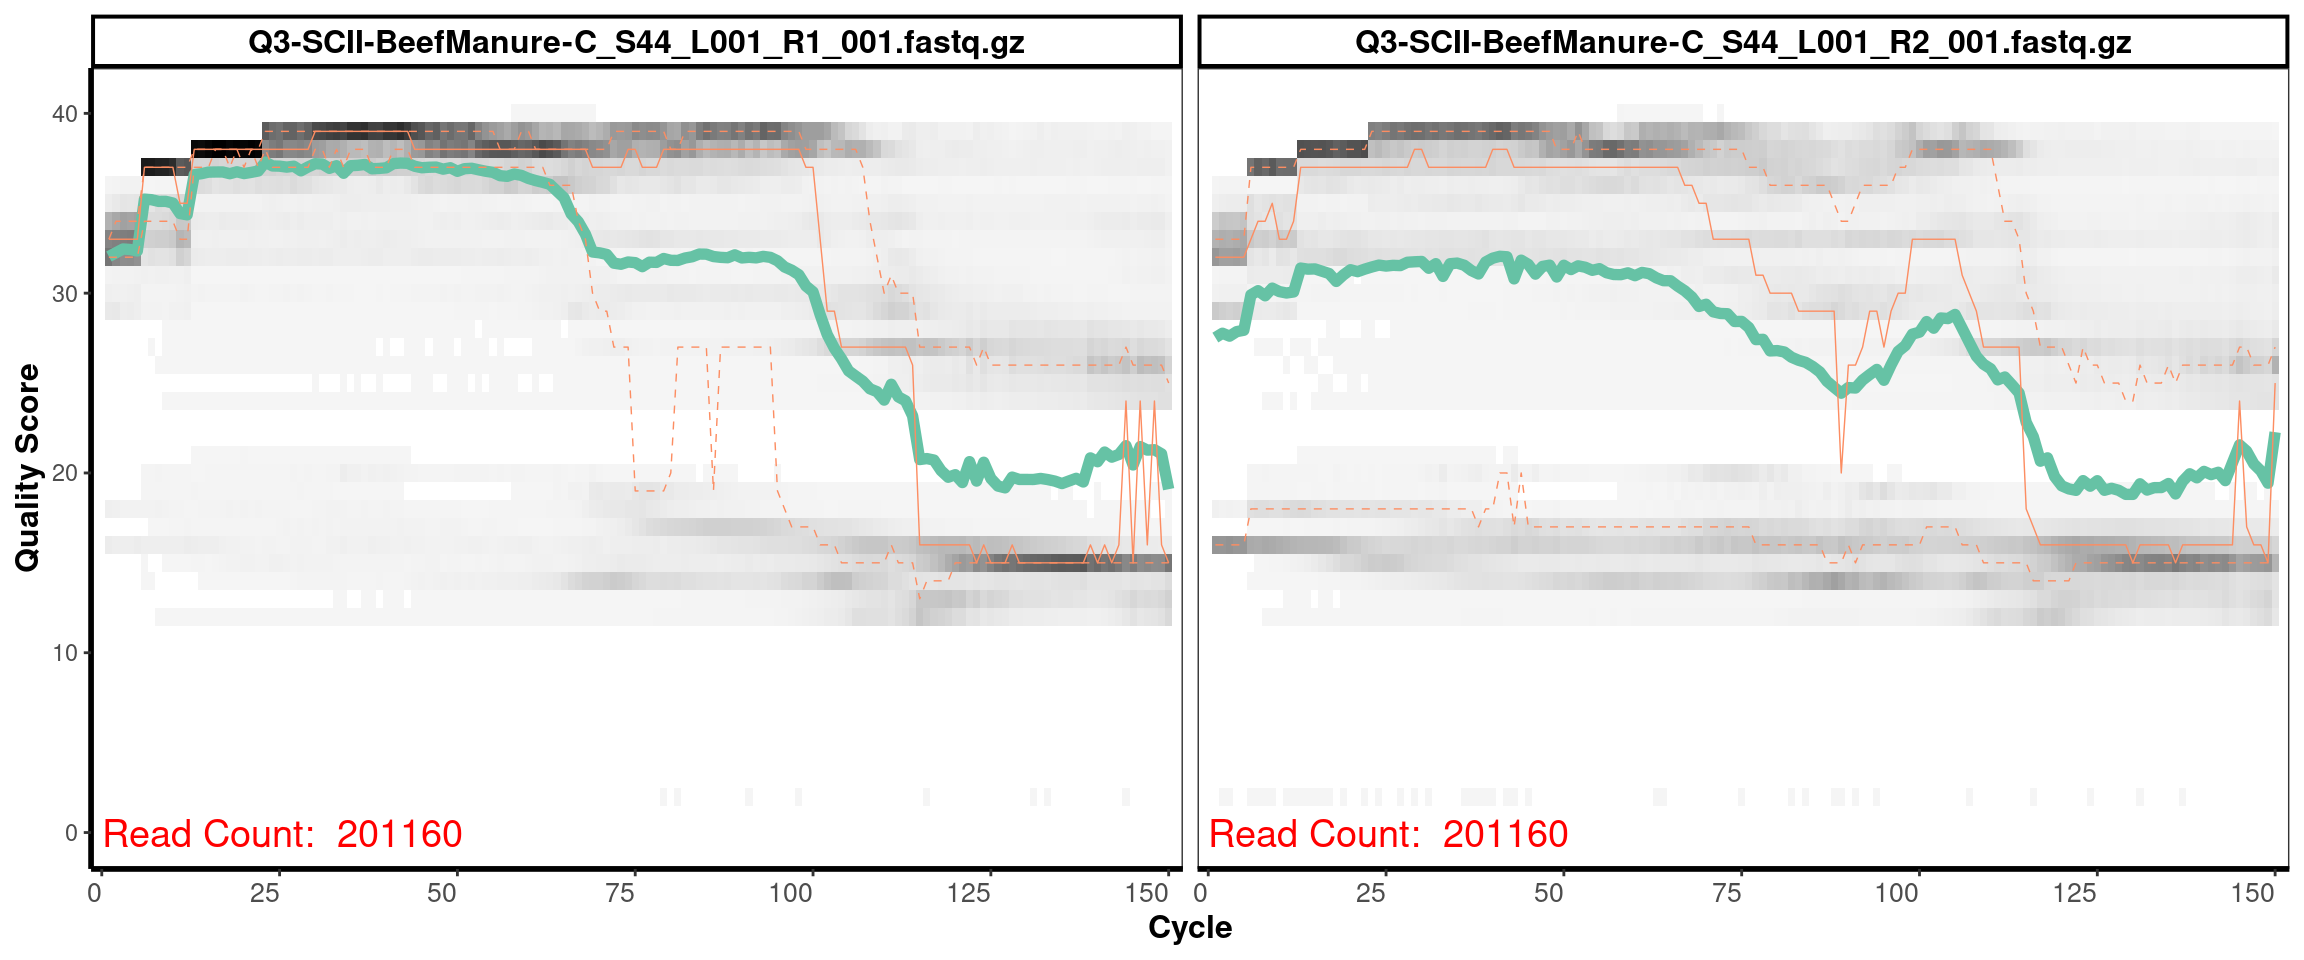 Q3-SCII-BeefManure-C_S44_L001_R1_001.fastq.gz
Q3-SCII-BeefManure-C_S44_L001_R2_001.fastq.gz
Quality Score
40
30
20
10
0
Read Count: 201160
Read Count: 201160
0 25 50 75 100 125 150
0 25 50 75 100 125 150
Cycle